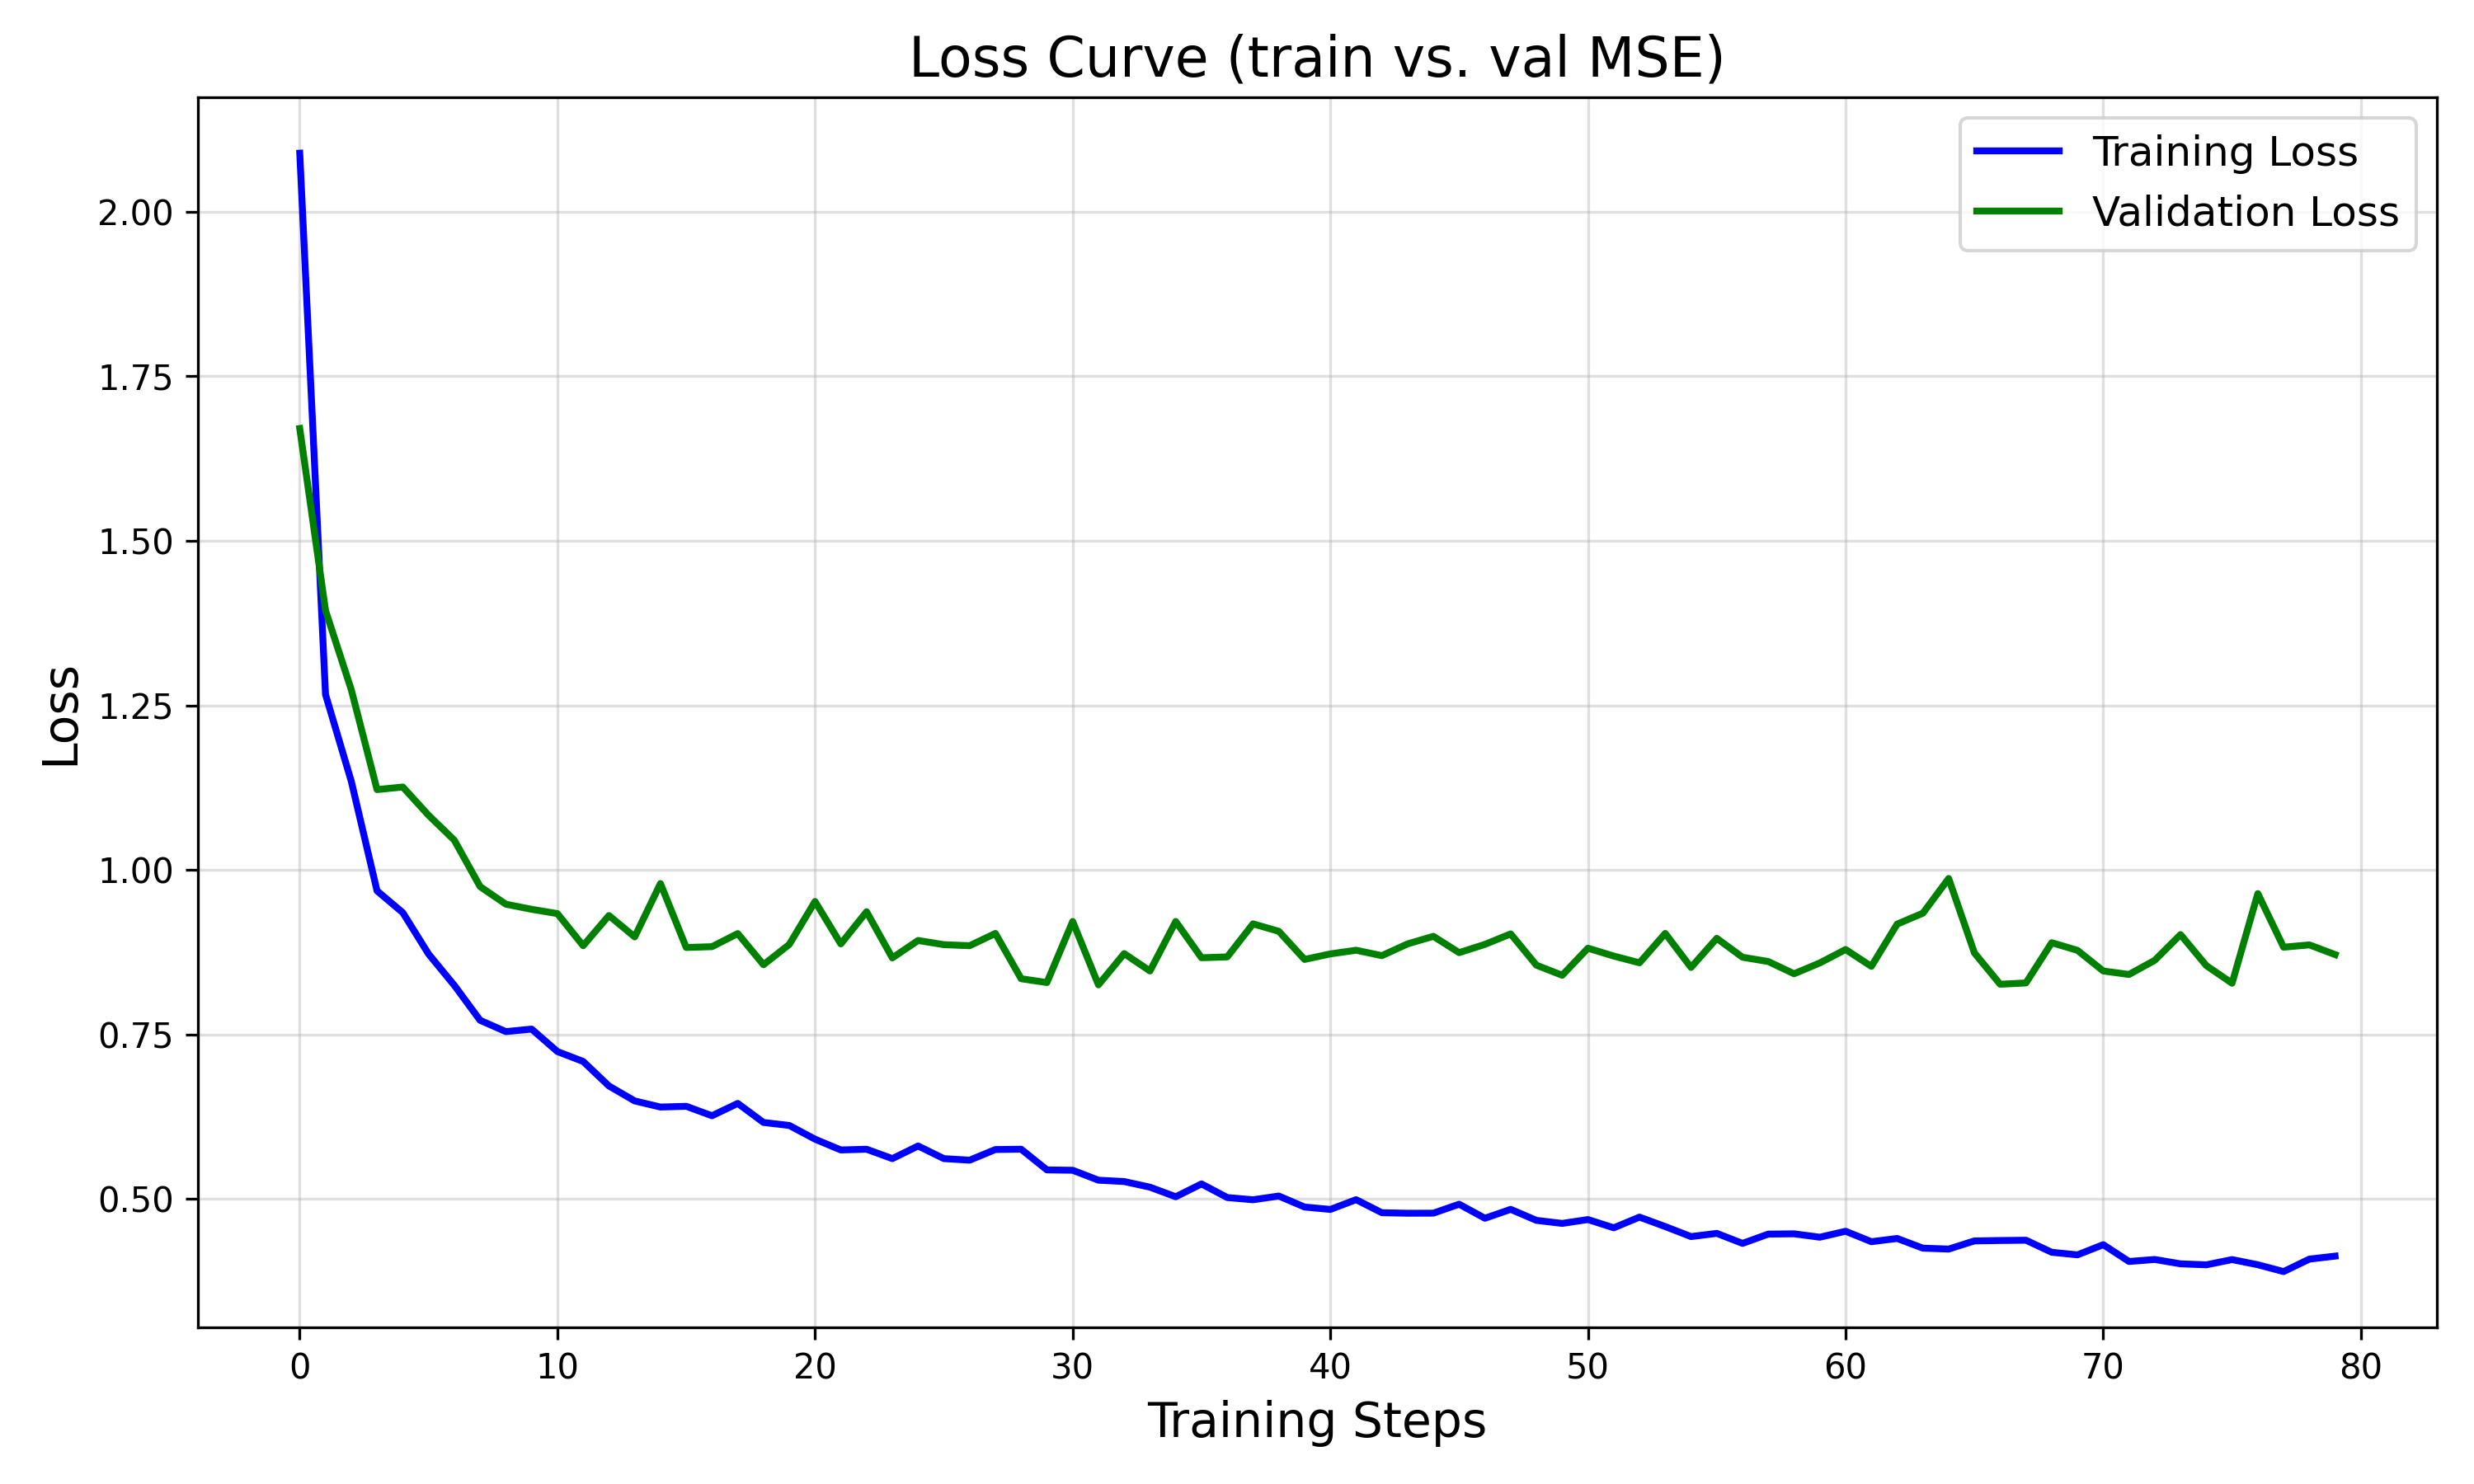 Loss Curve (train vs. val MSE)
Training Loss
Validation Loss
Loss
2.00
1.75
1.50
1.25
1.00
0.75
0.50
0 10 20 30 40 50 60 70 80
Training Steps